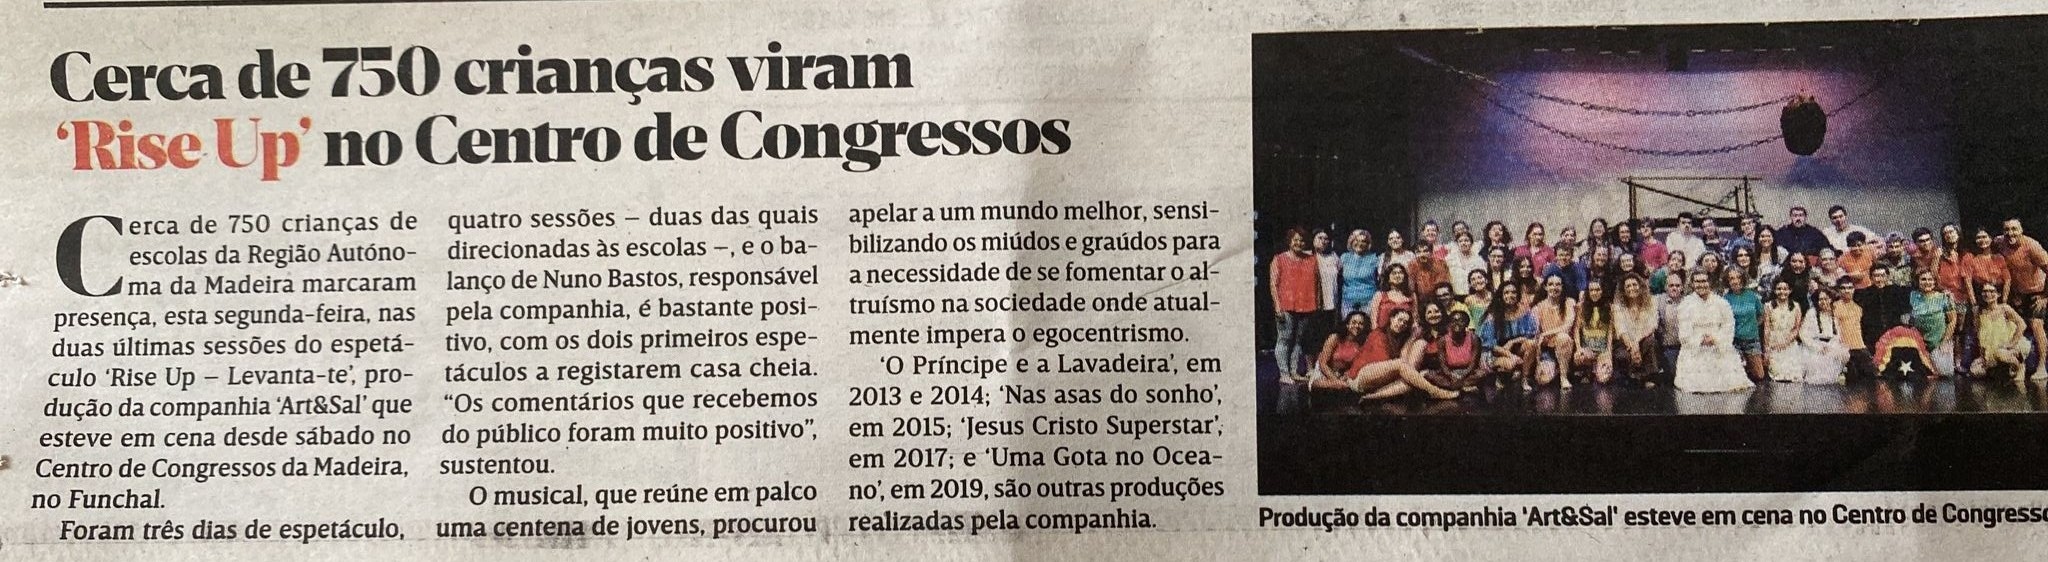 Cerca de 750 crianças viram
‘Rise Up’ no Centro de Congressos
Cerca de 750 crianças de
escolas da Região Autóno-
ma da Madeira marcaram
presença, esta segunda-feira, nas
duas últimas sessões do espetá-
culo ‘Rise Up – Levanta-te’, pro-
dução da companhia ‘Art&Sal’ que
esteve em cena desde sábado no
Centro de Congressos da Madeira,
no Funchal.
Foram três dias de espetáculo,
quatro sessões – duas das quais
direcionadas às escolas –, e o ba-
lanço de Nuno Bastos, responsável
pela companhia, é bastante posi-
tivo, com os dois primeiros espe-
táculos a registarem casa cheia.
“Os comentários que recebemos
do público foram muito positivo”,
sustentou.
O musical, que reúne em palco
uma centena de jovens, procurou
apelar a um mundo melhor, sensi-
bilizando os miúdos e graúdos para
a necessidade de se fomentar o al-
truísmo na sociedade onde atual-
mente impera o egocentrismo.
‘O Príncipe e a Lavadeira’, em
2013 e 2014; ‘Nas asas do sonho’,
em 2015; ‘Jesus Cristo Superstar’,
em 2017; e ‘Uma Gota no Ocea-
no’, em 2019, são outras produções
realizadas pela companhia.
Produção da companhia 'Art&Sal' esteve em cena no Centro de Congresso